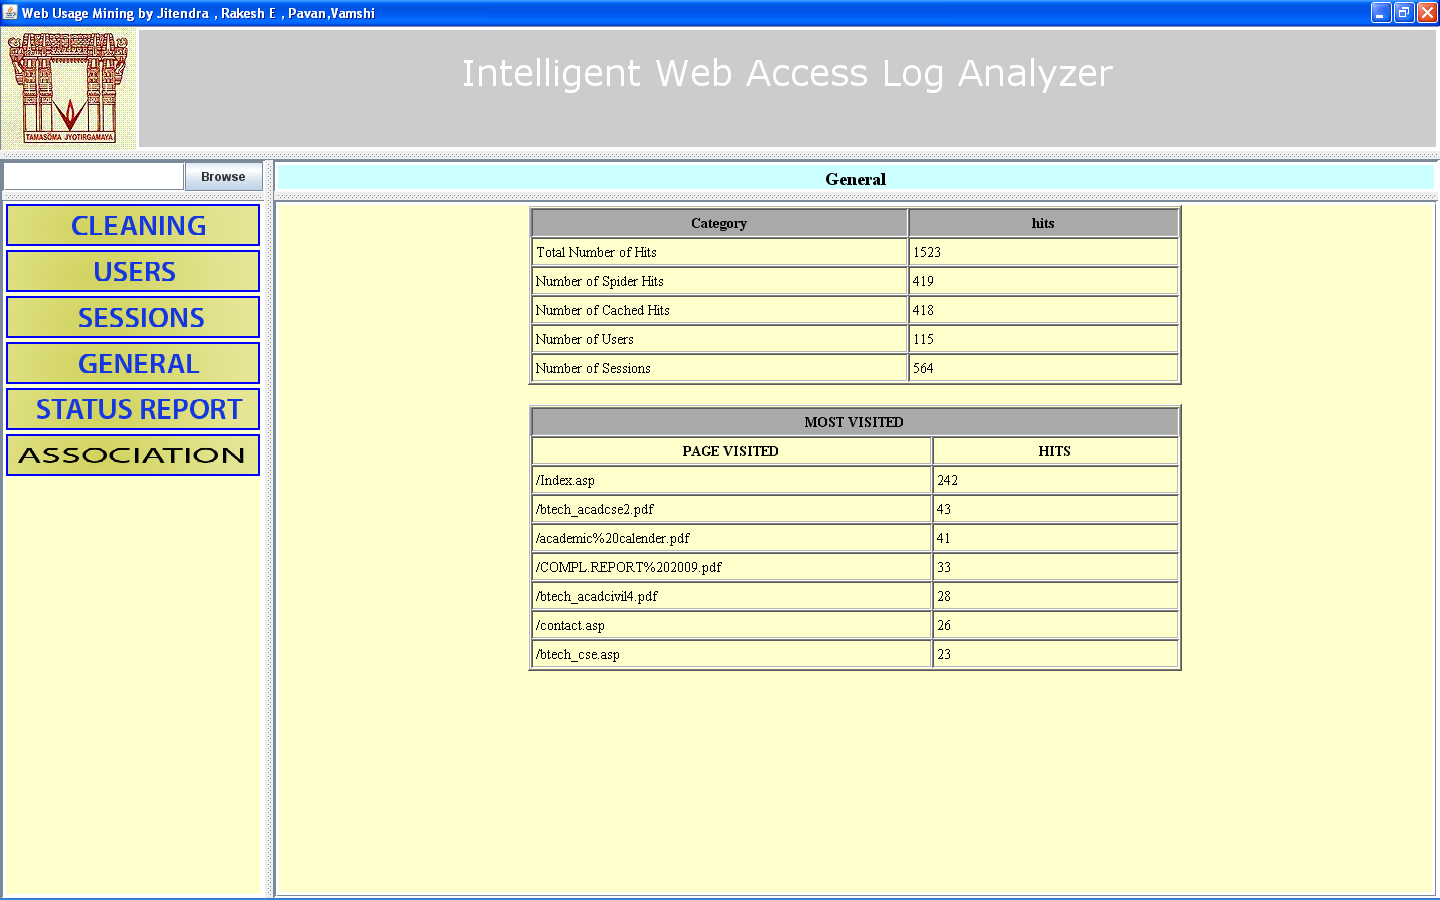 Web Usage Mining by Jitendra , Rakesh E , Pavan,Vamshi
TAMASOMA JYOTIRGAMAYA
Intelligent Web Access Log Analyzer
Browse
General
CLEANING
USERS
SESSIONS
GENERAL
STATUS REPORT
ASSOCIATION
Category hits
Total Number of Hits 1523
Number of Spider Hits 419
Number of Cached Hits 418
Number of Users 115
Number of Sessions 564
MOST VISITED
PAGE VISITED HITS
/Index.asp 242
/btech_acadcse2.pdf 43
/academic%20calender.pdf 41
/COMPL.REPORT%202009.pdf 33
/btech_acadcivil4.pdf 28
/contact.asp 26
/btech_cse.asp 23